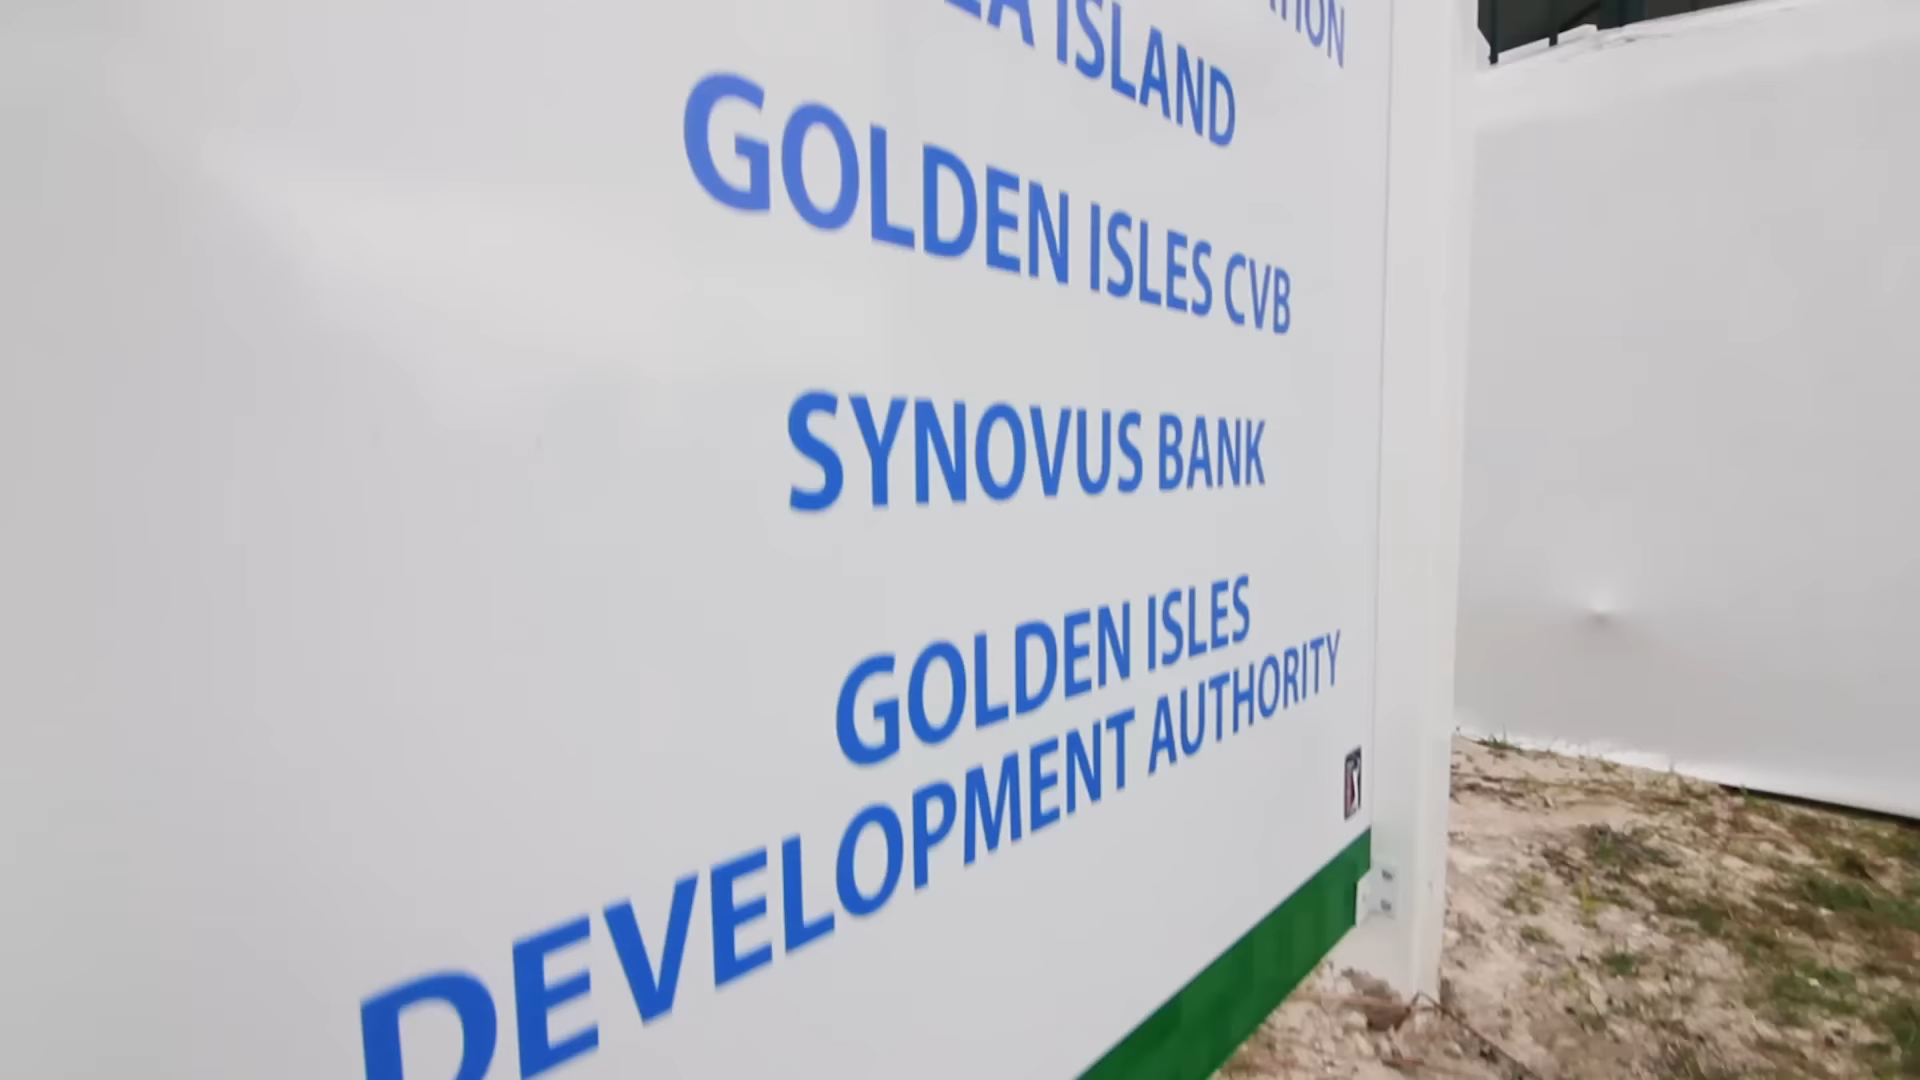 ISLAND
GOLDEN ISLES CVB
SYNOVUS BANK
GOLDEN ISLES
DEVELOPMENT AUTHORITY